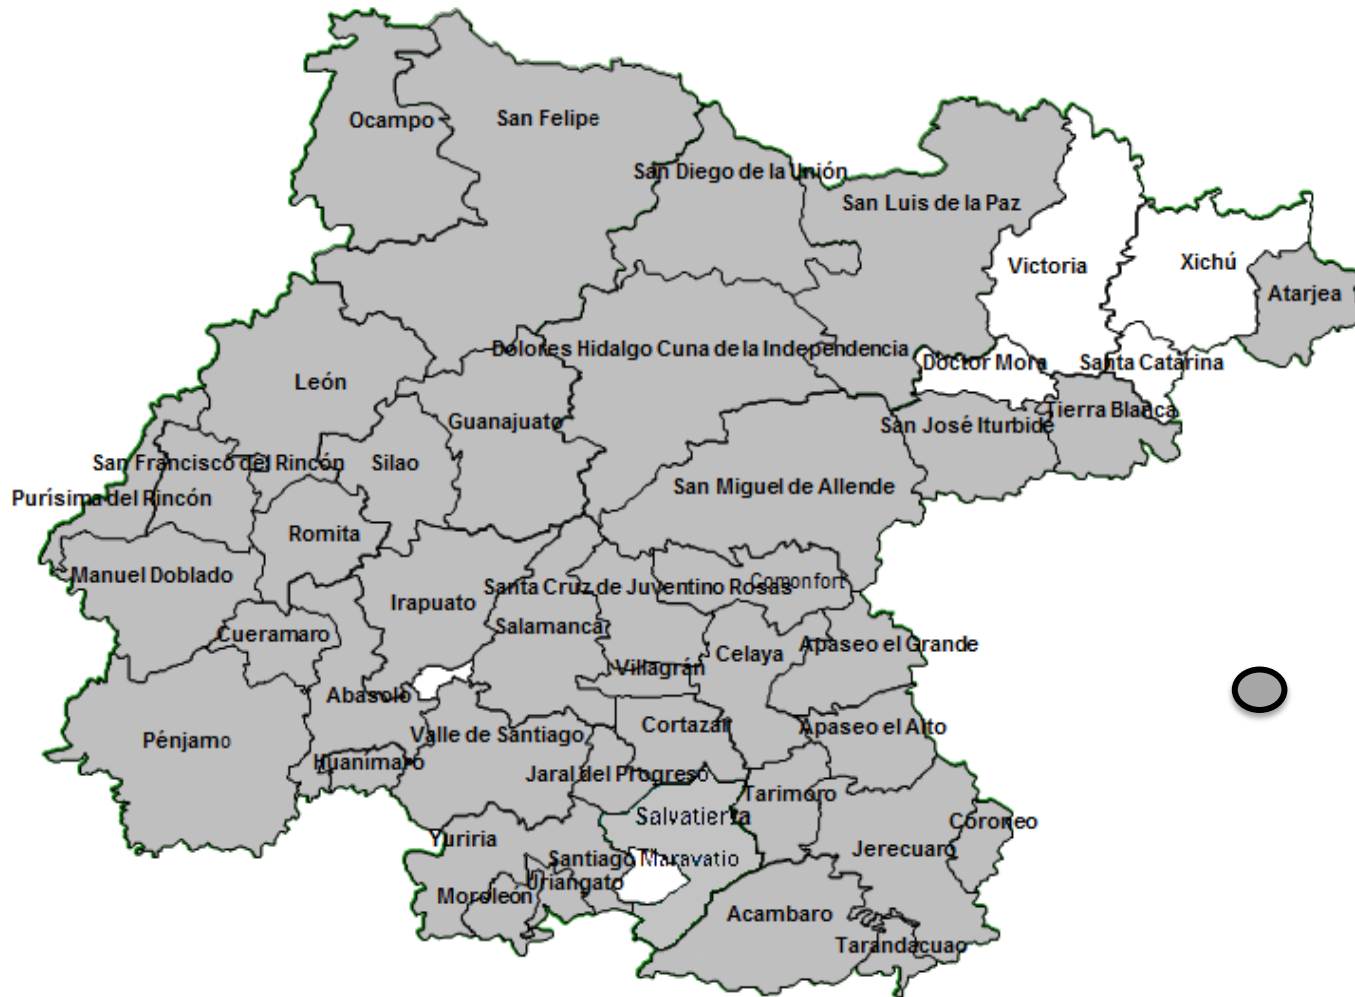 Ocampo
San Felipe
San Diego de la Unión
San Luis de la Paz
Victoria
Xichú
Atarjea
Dolores Hidalgo Cuna de la Independencia
Doctor Mora
Santa Catarina
León
Guanajuato
San José Iturbide
Tierra Blanca
San Francisco del Rincón
Silao
San Miguel de Allende
Purísima del Rincón
Romita
Manuel Doblado
Irapuato
Santa Cruz de Juventino Rosas
Comonfort
Cueramaro
Salamanca
Villagrán
Celaya
Apaseo el Grande
Abasolo
Pénjamo
Valle de Santiago
Cortazar
Apaseo el Alto
Huanímaro
Jaral del Progreso
Tarimoro
Salvatierra
Coroneo
Yuriria
Santiago Maravatio
Jerecuaro
Uriangato
Moroleón
Acambaro
Tarandacuao